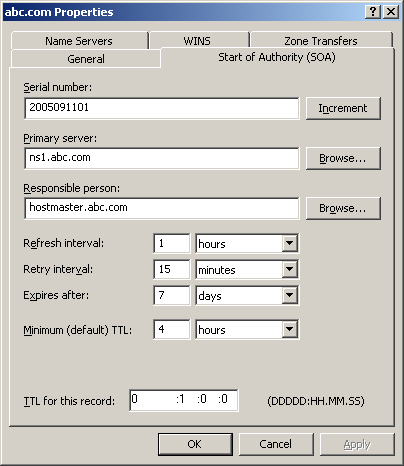 abc.com Properties
Name Servers WINS Zone Transfers
General Start of Authority (SOA)
Serial number:
2005091101 Increment
Primary server:
ns1.abc.com Browse...
Responsible person:
hostmaster.abc.com Browse...
Refresh interval: 1 hours
Retry interval: 15 minutes
Expires after: 7 days
Minimum (default) TTL: 4 hours
TTL for this record: 0 :1 :0 :0 (DDDDD:HH.MM.SS)
OK Cancel Apply